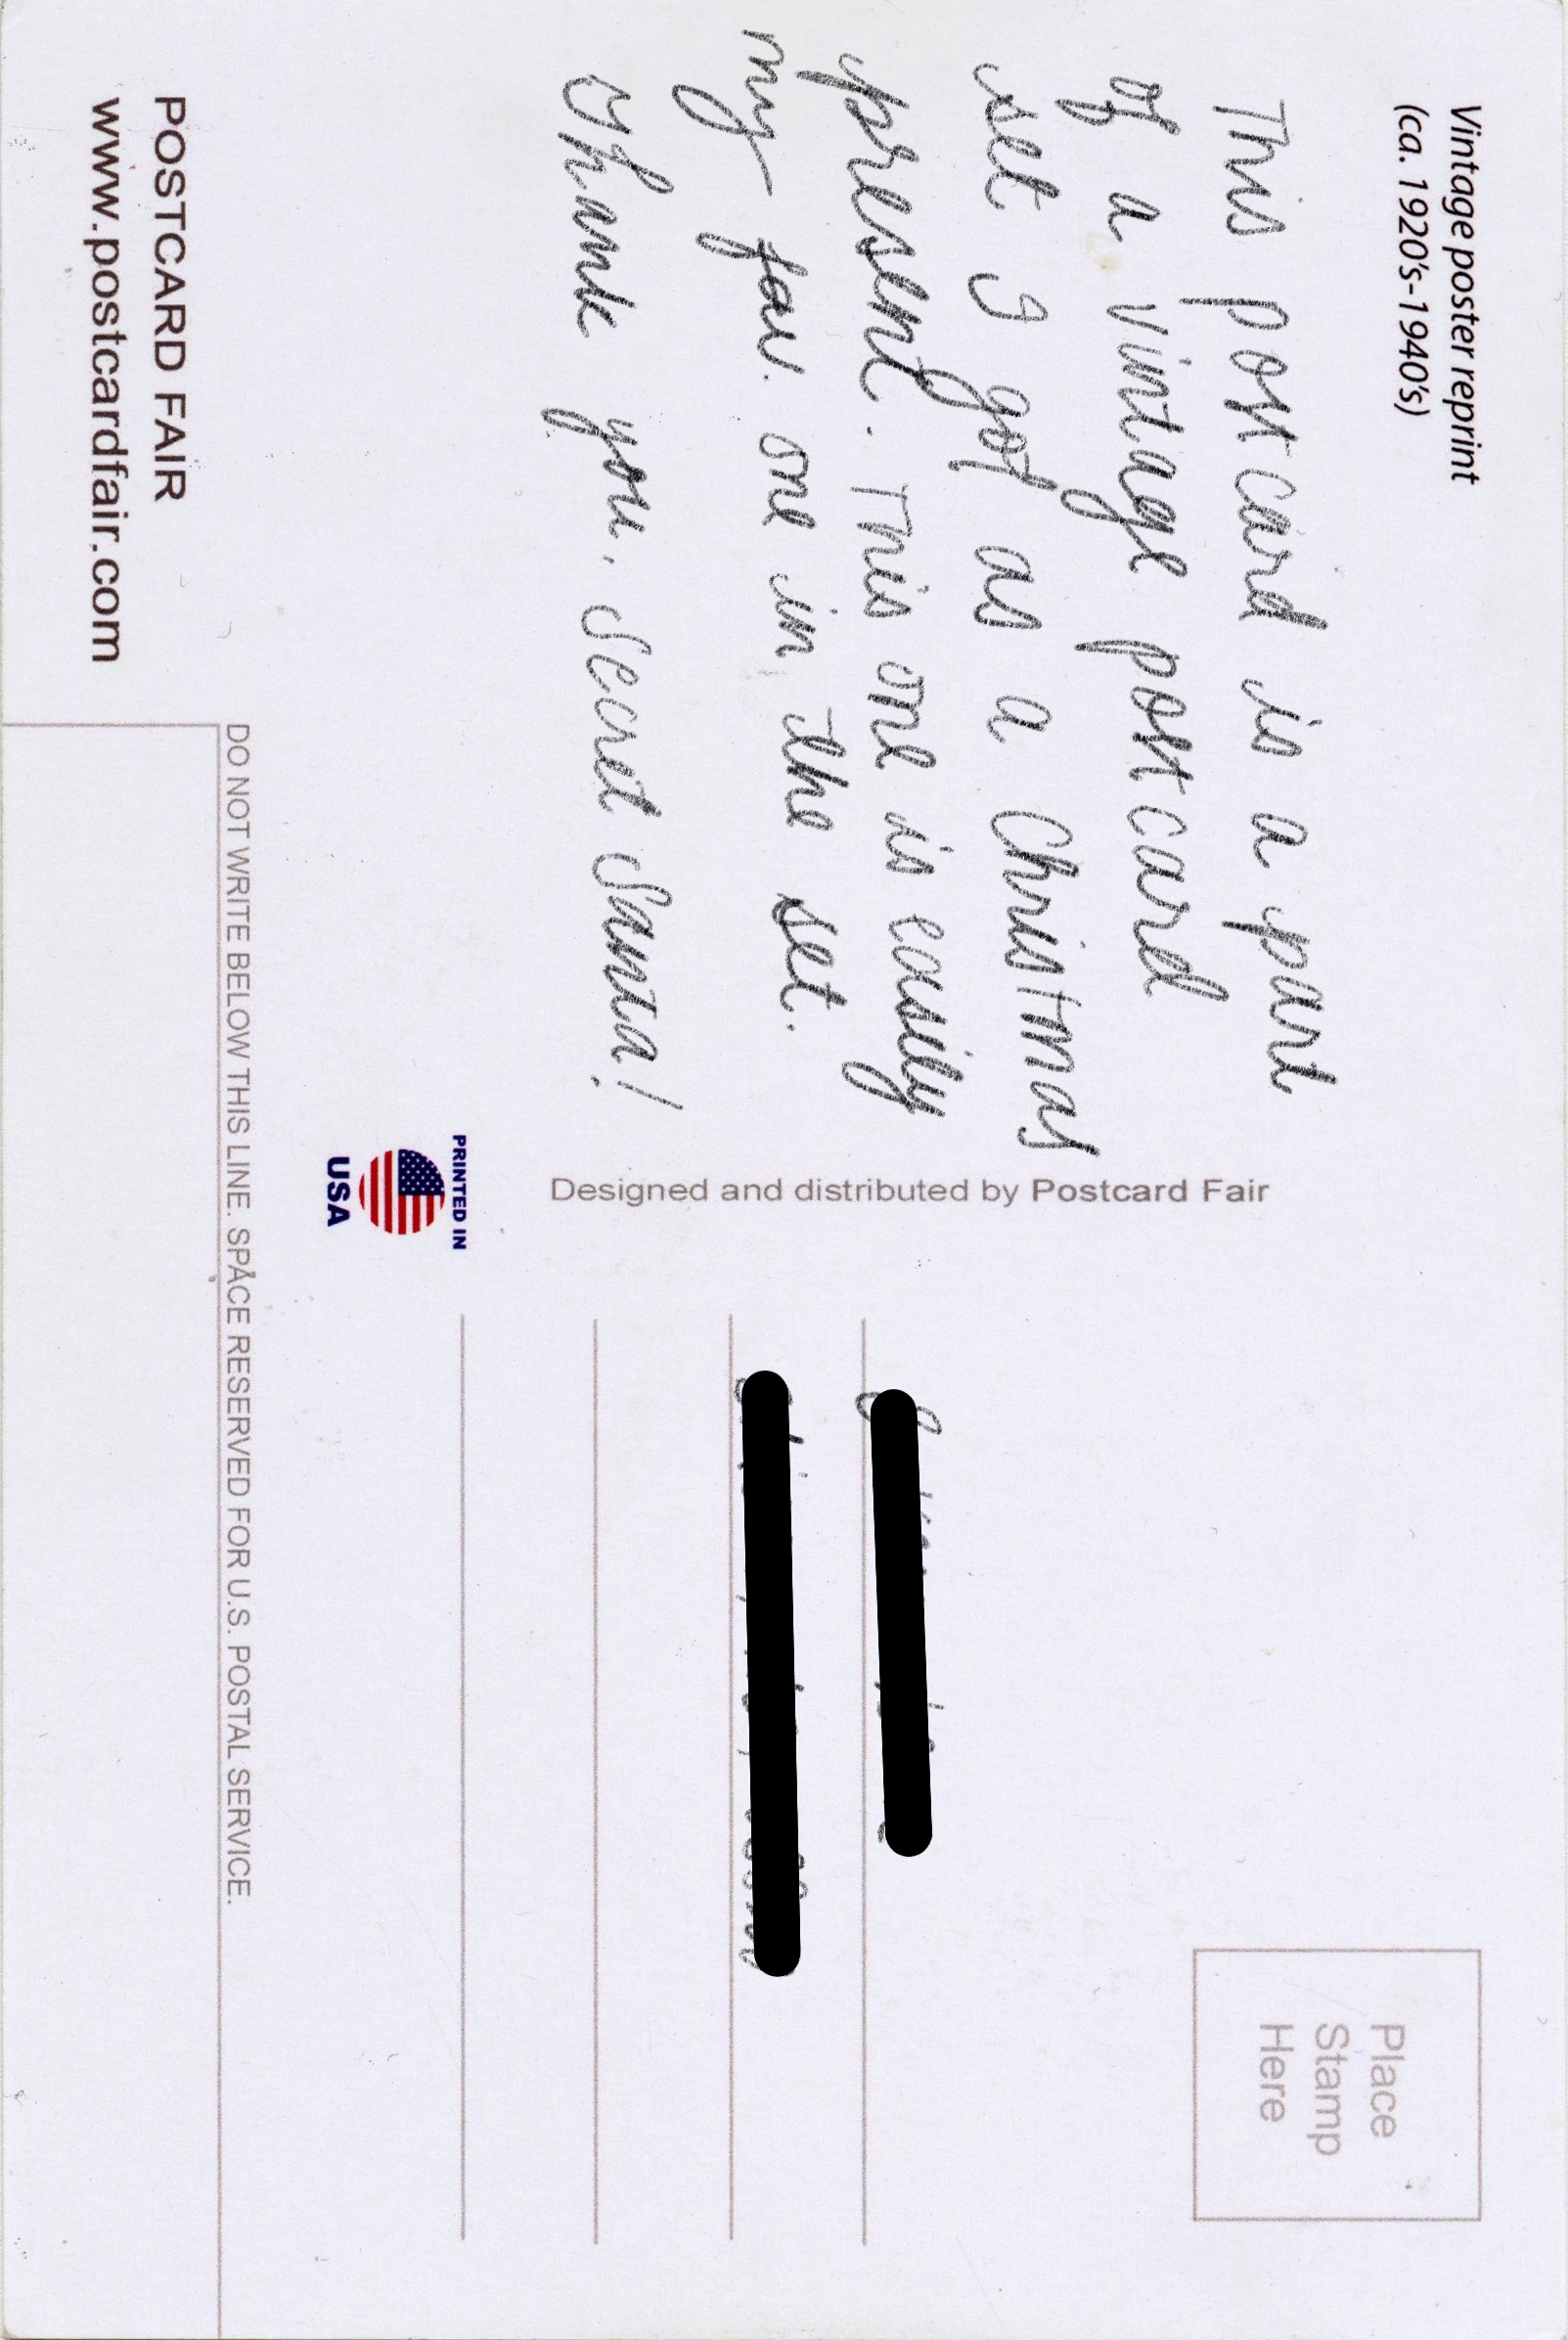 Vintage poster reprint
(ca. 1920's-1940's)
This postcard is a part
of a vintage postcard
set I got as a Christmas
present. This one is easily
my fav. one in the set.
Thank you, Secret Santa!
POSTCARD FAIR
www.postcardfair.com
Designed and distributed by Postcard Fair
PRINTED IN
USA
Place
Stamp
Here
DO NOT WRITE BELOW THIS LINE. SPACE RESERVED FOR U.S. POSTAL SERVICE.